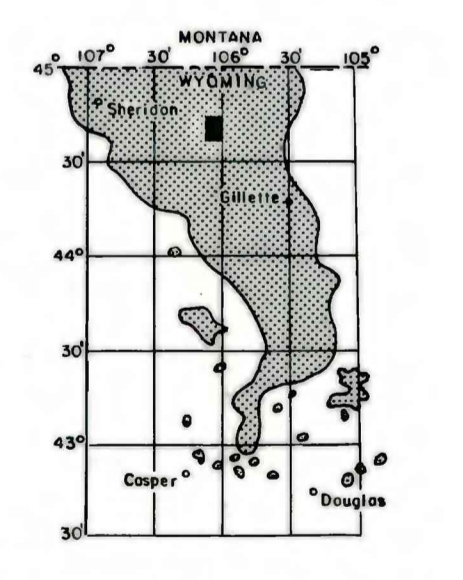 MONTANA
107° 30' 106° 30' 105°
45°
WYOMING
Sheridan
30'
Gillette
44°
30'
43°
Casper
Douglas
30'